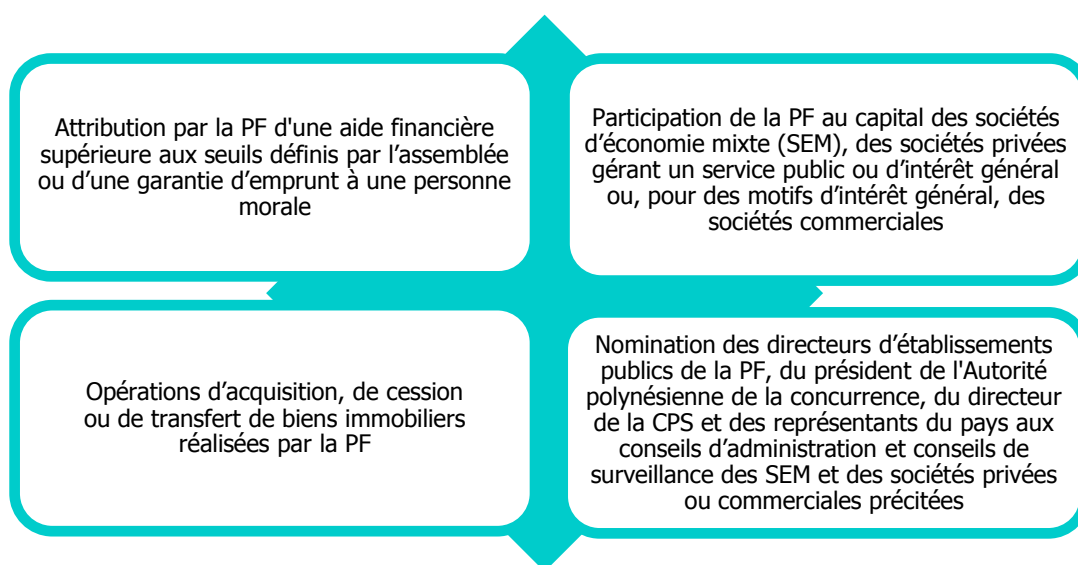 Attribution par la PF d'une aide financière
supérieure aux seuils définis par l’assemblée
ou d’une garantie d’emprunt à une personne
morale
Participation de la PF au capital des sociétés
d’économie mixte (SEM), des sociétés privées
gérant un service public ou d’intérêt général
ou, pour des motifs d’intérêt général, des
sociétés commerciales
Opérations d’acquisition, de cession
ou de transfert de biens immobiliers
réalisées par la PF
Nomination des directeurs d’établissements
publics de la PF, du président de l'Autorité
polynésienne de la concurrence, du directeur
de la CPS et des représentants du pays aux
conseils d’administration et conseils de
surveillance des SEM et des sociétés privées
ou commerciales précitées